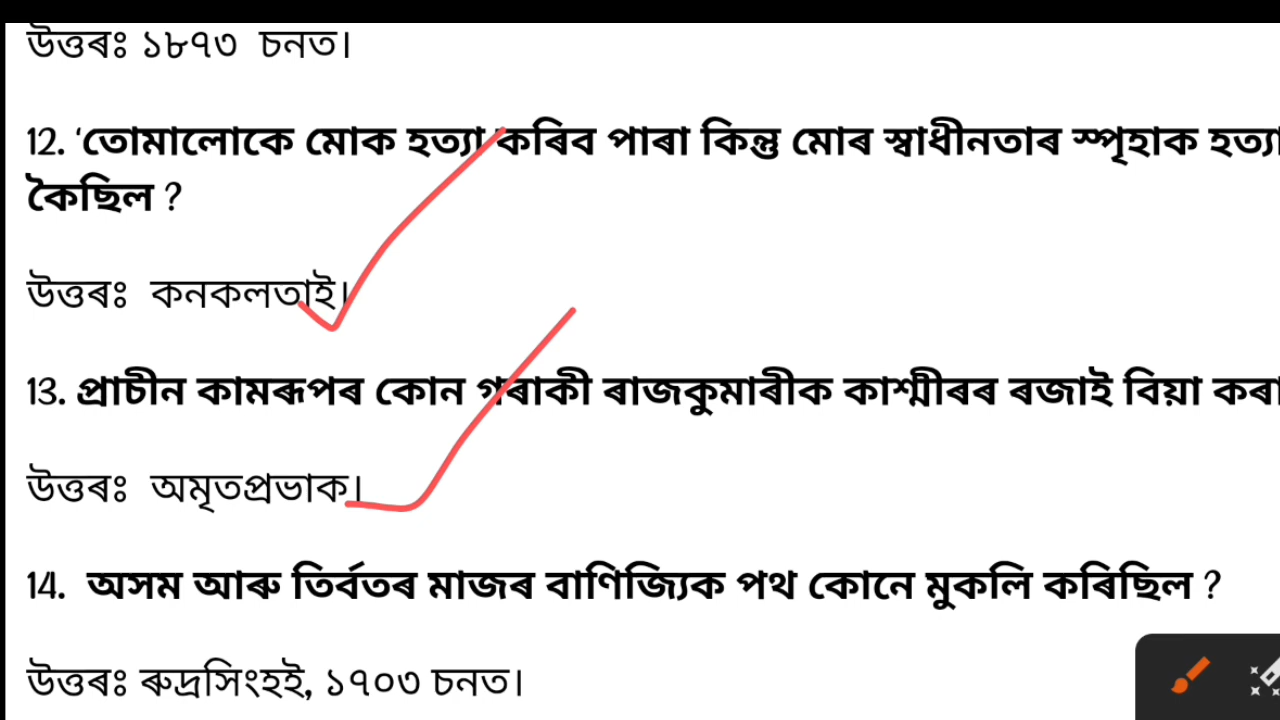 উত্তৰঃ ১৮৭৩ চনত।
12. ‘তোমালোকে মোক হত্যা কৰিব পাৰা কিন্তু মোৰ স্বাধীনতাৰ স্পৃহাক হত্যা
কৈছিল ?
উত্তৰঃ কনকলতাই।
13. প্ৰাচীন কামৰূপৰ কোন গৰাকী ৰাজকুমাৰীক কাশ্মীৰৰ ৰজাই বিয়া কৰা
উত্তৰঃ অমৃতপ্ৰভাক।
14. অসম আৰু তিৰ্বতৰ মাজৰ বাণিজ্যিক পথ কোনে মুকলি কৰিছিল ?
উত্তৰঃ ৰুদ্ৰসিংহই, ১৭০৩ চনত।